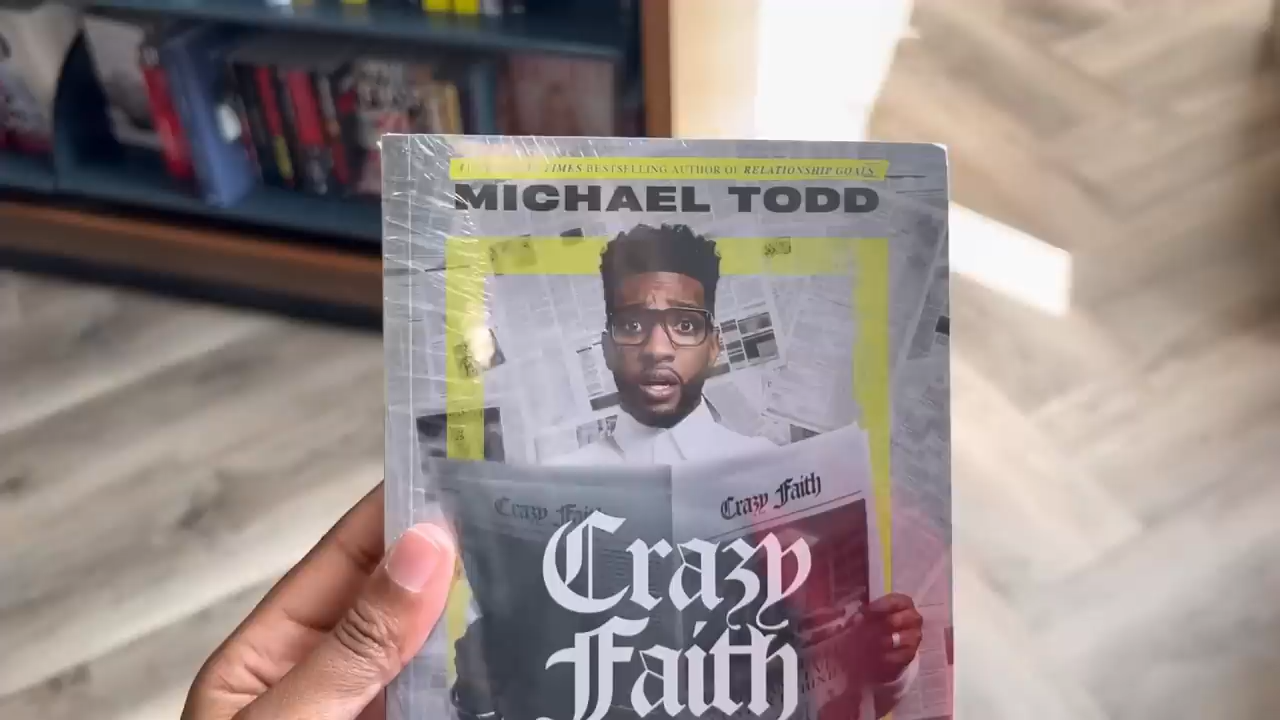 TIMES BESTSELLING AUTHOR OF RELATIONSHIP GOALS
MICHAEL TODD
Crazy Faith
Crazy Faith
Crazy
Faith